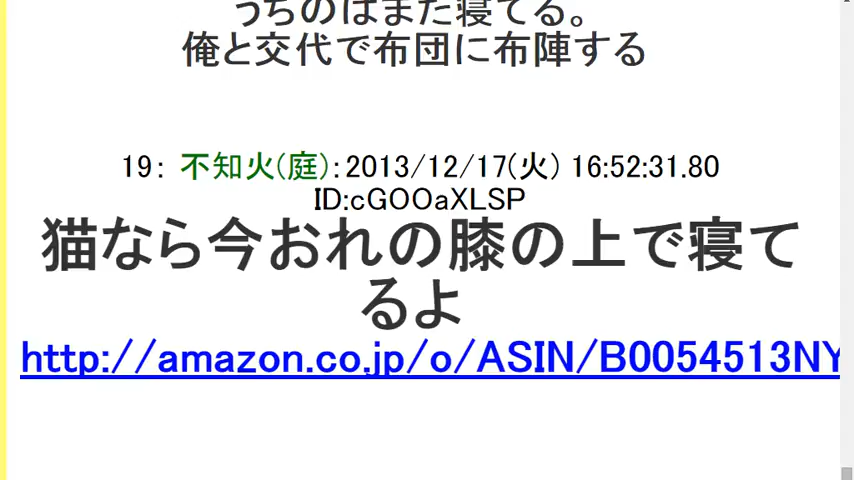 うちのはまた寝てる。
俺と交代で布団に布陣する
19： 不知火(庭)：2013/12/17(火) 16:52:31.80
ID:cGOOaXLSP
猫なら今おれの膝の上で寝て
るよ
http://amazon.co.jp/o/ASIN/B0054513NY